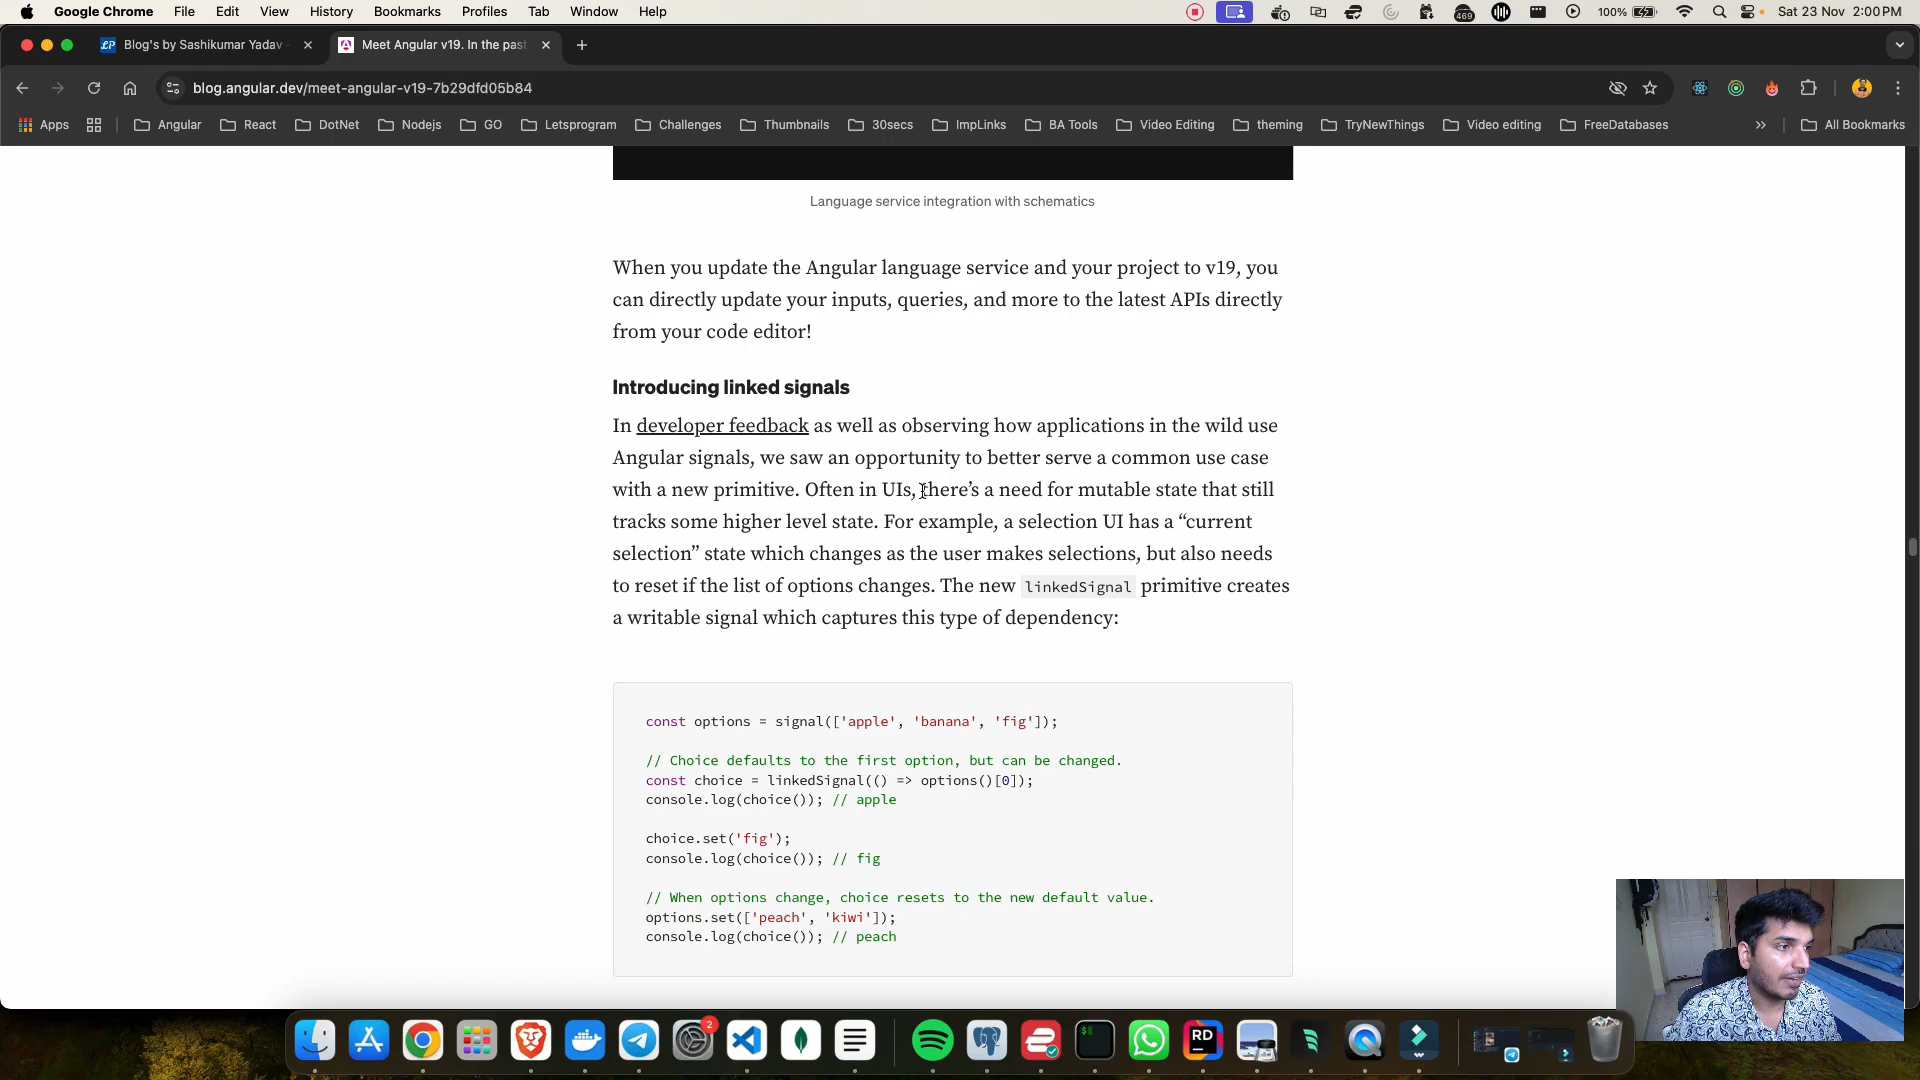 Google Chrome File Edit View History Bookmarks Profiles Tab Window Help 469 100% Sat 23 Nov 2:00 PM
Blog's by Sashikumar Yadav Meet Angular v19. In the past
blog.angular.dev/meet-angular-v19-7b29dfd05b84
Apps Angular React DotNet Nodejs GO Letsprogram Challenges Thumbnails 30secs ImpLinks BA Tools Video Editing theming TryNewThings Video editing FreeDatabases All Bookmarks
Language service integration with schematics
When you update the Angular language service and your project to v19, you
can directly update your inputs, queries, and more to the latest APIs directly
from your code editor!
Introducing linked signals
In developer feedback as well as observing how applications in the wild use
Angular signals, we saw an opportunity to better serve a common use case
with a new primitive. Often in UIs, there’s a need for mutable state that still
tracks some higher level state. For example, a selection UI has a “current
selection” state which changes as the user makes selections, but also needs
to reset if the list of options changes. The new linkedSignal primitive creates
a writable signal which captures this type of dependency:
const options = signal(['apple', 'banana', 'fig']);
// Choice defaults to the first option, but can be changed.
const choice = linkedSignal(() => options()[0]);
console.log(choice()); // apple
choice.set('fig');
console.log(choice()); // fig
// When options change, choice resets to the new default value.
options.set(['peach', 'kiwi']);
console.log(choice()); // peach
2
$
RD